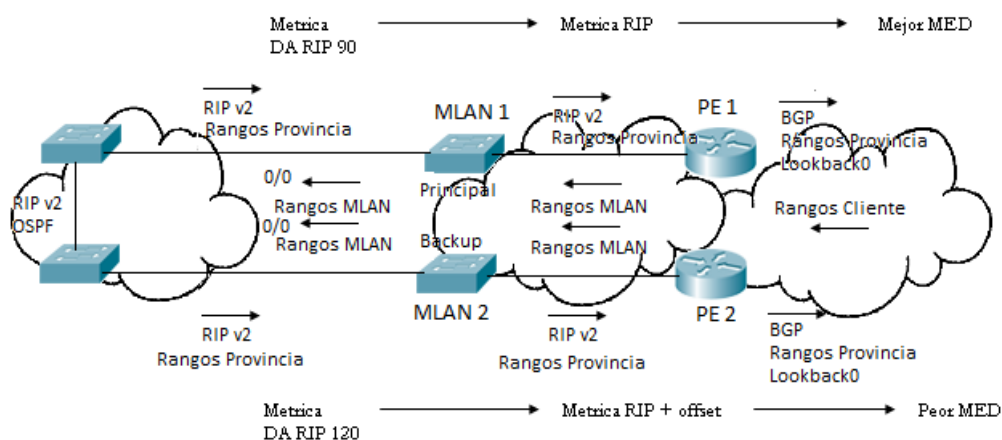 Metrica
DA RIP 90
Metrica RIP
Mejor MED
RIP v2
Rangos Provincia
MLAN 1
RIP v2
Rangos Provincia
PE 1
BGP
Rangos Provincia
Lookback0
0/0
Rangos MLAN
Principal
Rangos MLAN
Rangos Cliente
RIP v2
OSPF
0/0
Rangos MLAN
Backup
Rangos MLAN
MLAN 2
PE 2
RIP v2
Rangos Provincia
RIP v2
Rangos Provincia
BGP
Rangos Provincia
Lookback0
Metrica
DA RIP 120
Metrica RIP + offset
Peor MED